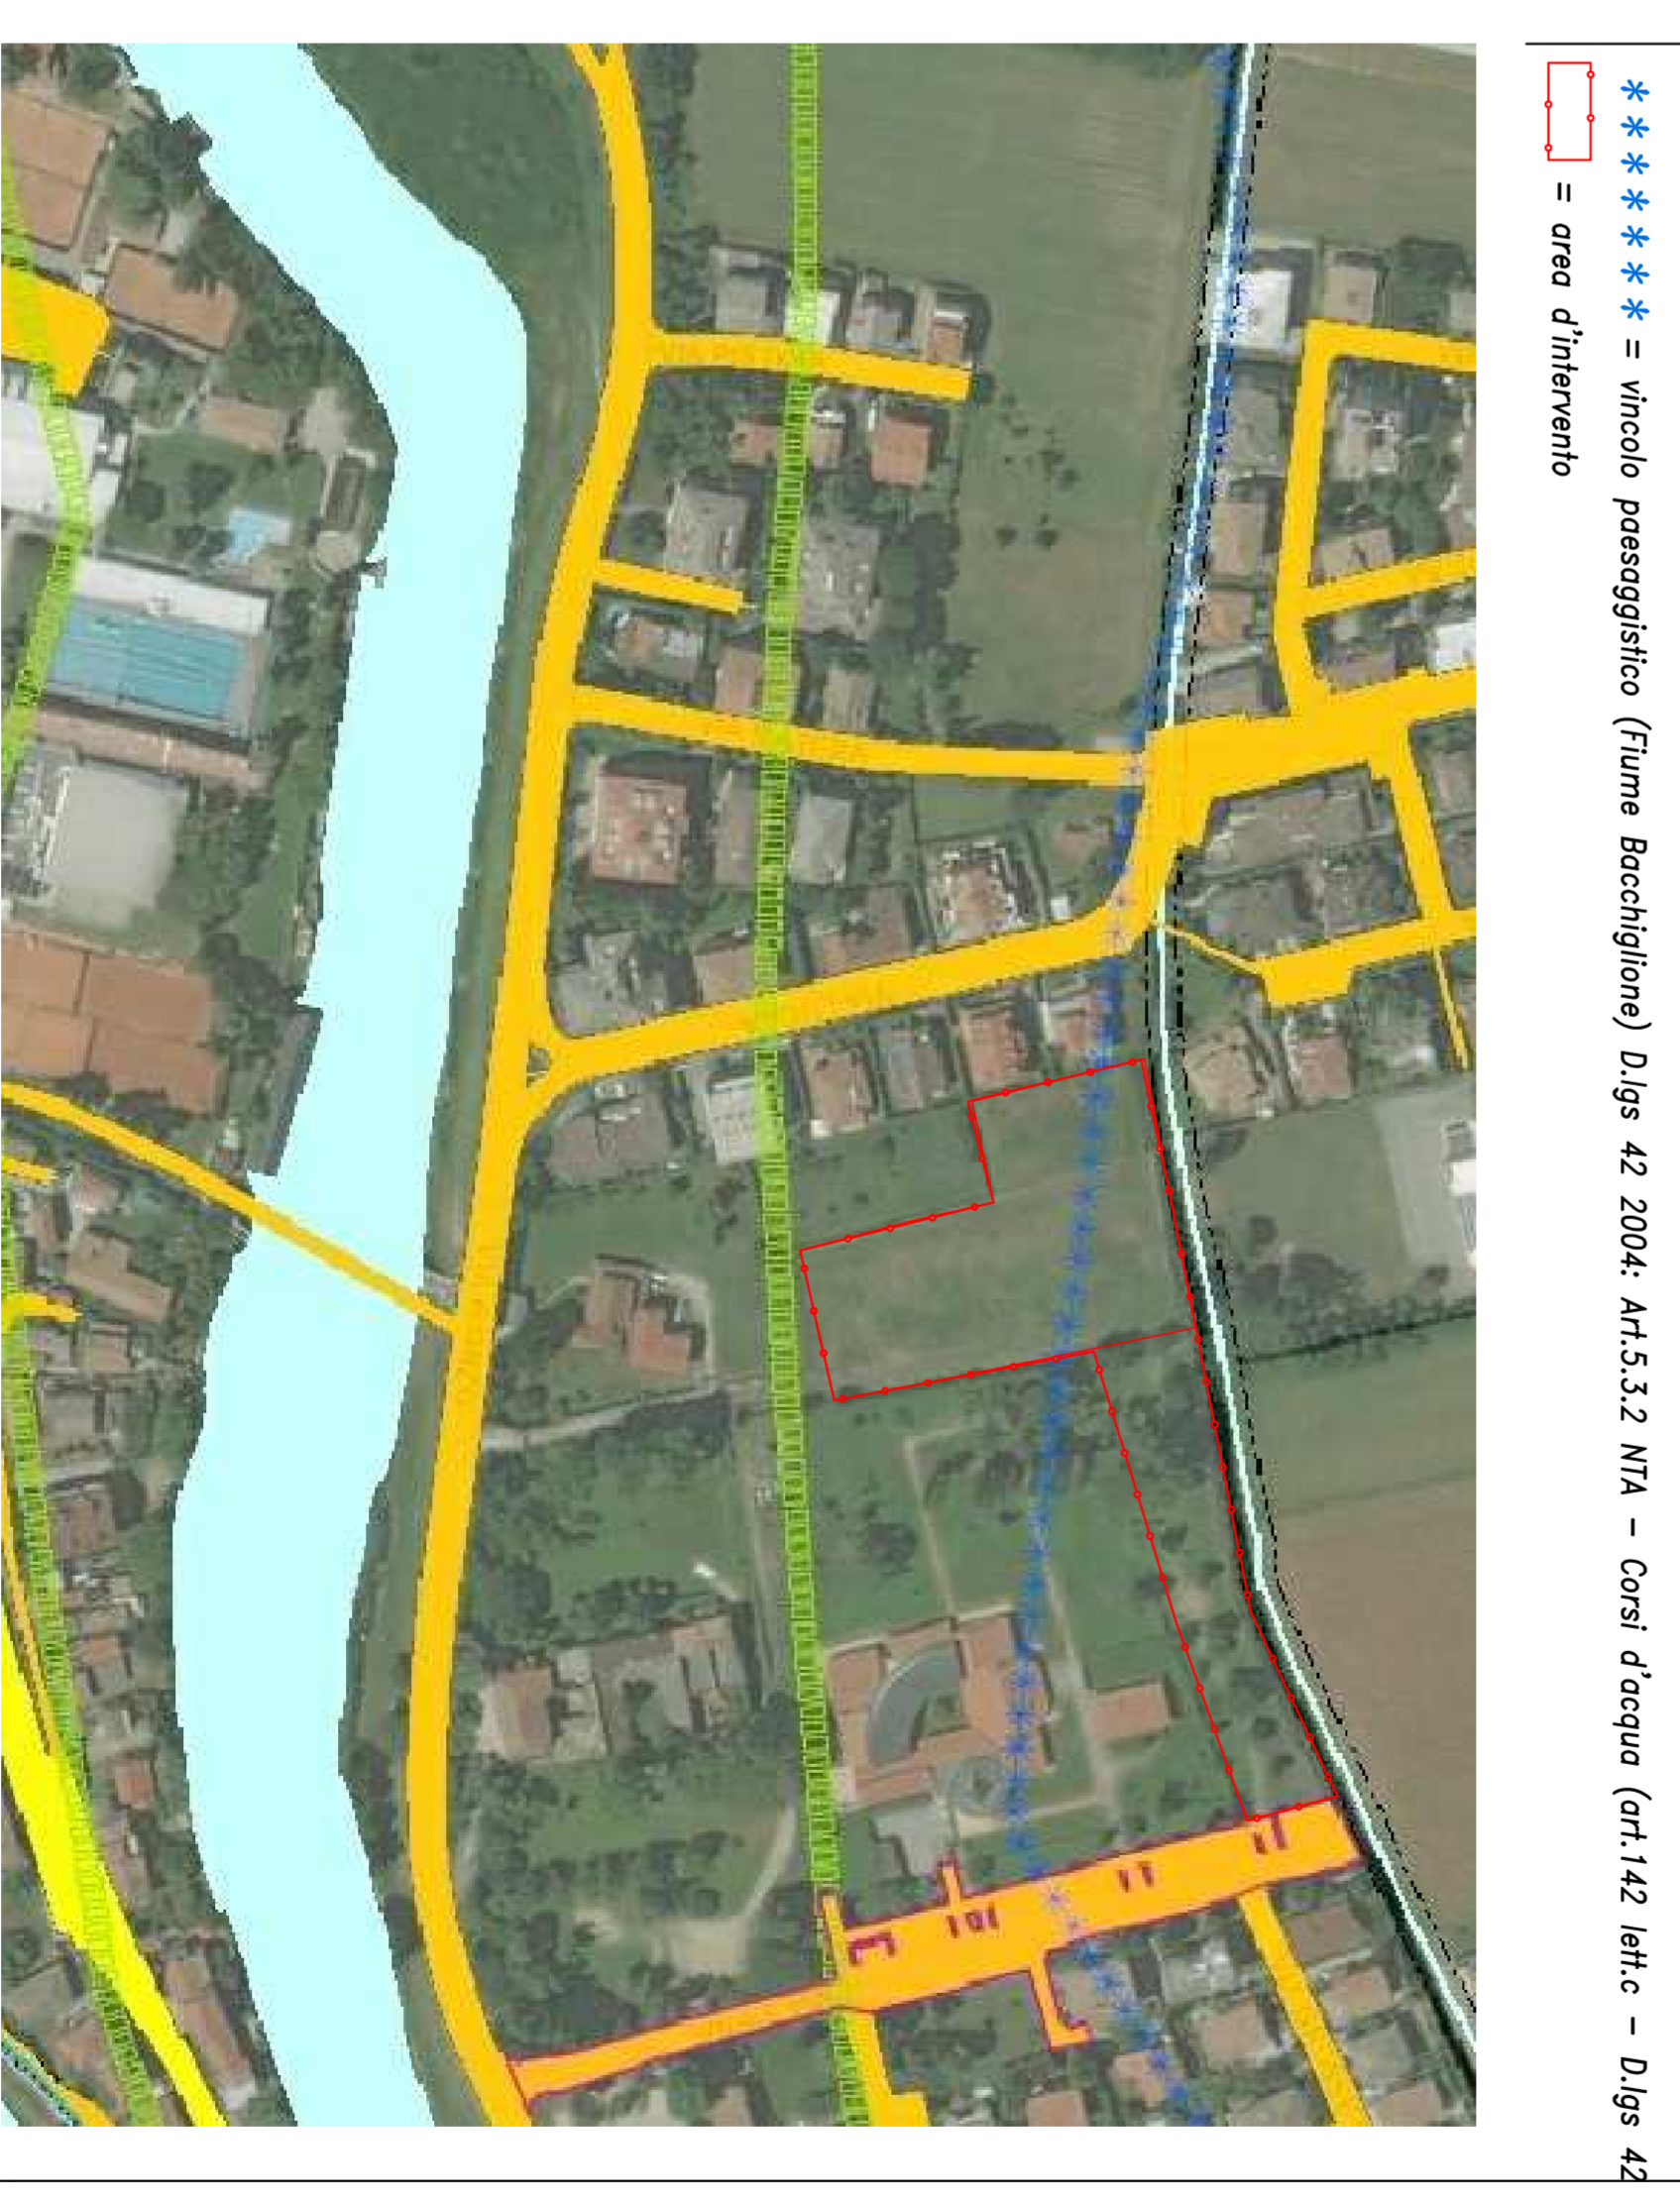 ******* = vincolo paesaggistico (Fiume Bacchiglione) D.lgs 42 2004: Art.5.3.2 NTA - Corsi d'acqua (art.142 lett.c - D.lgs 42
= area d'intervento